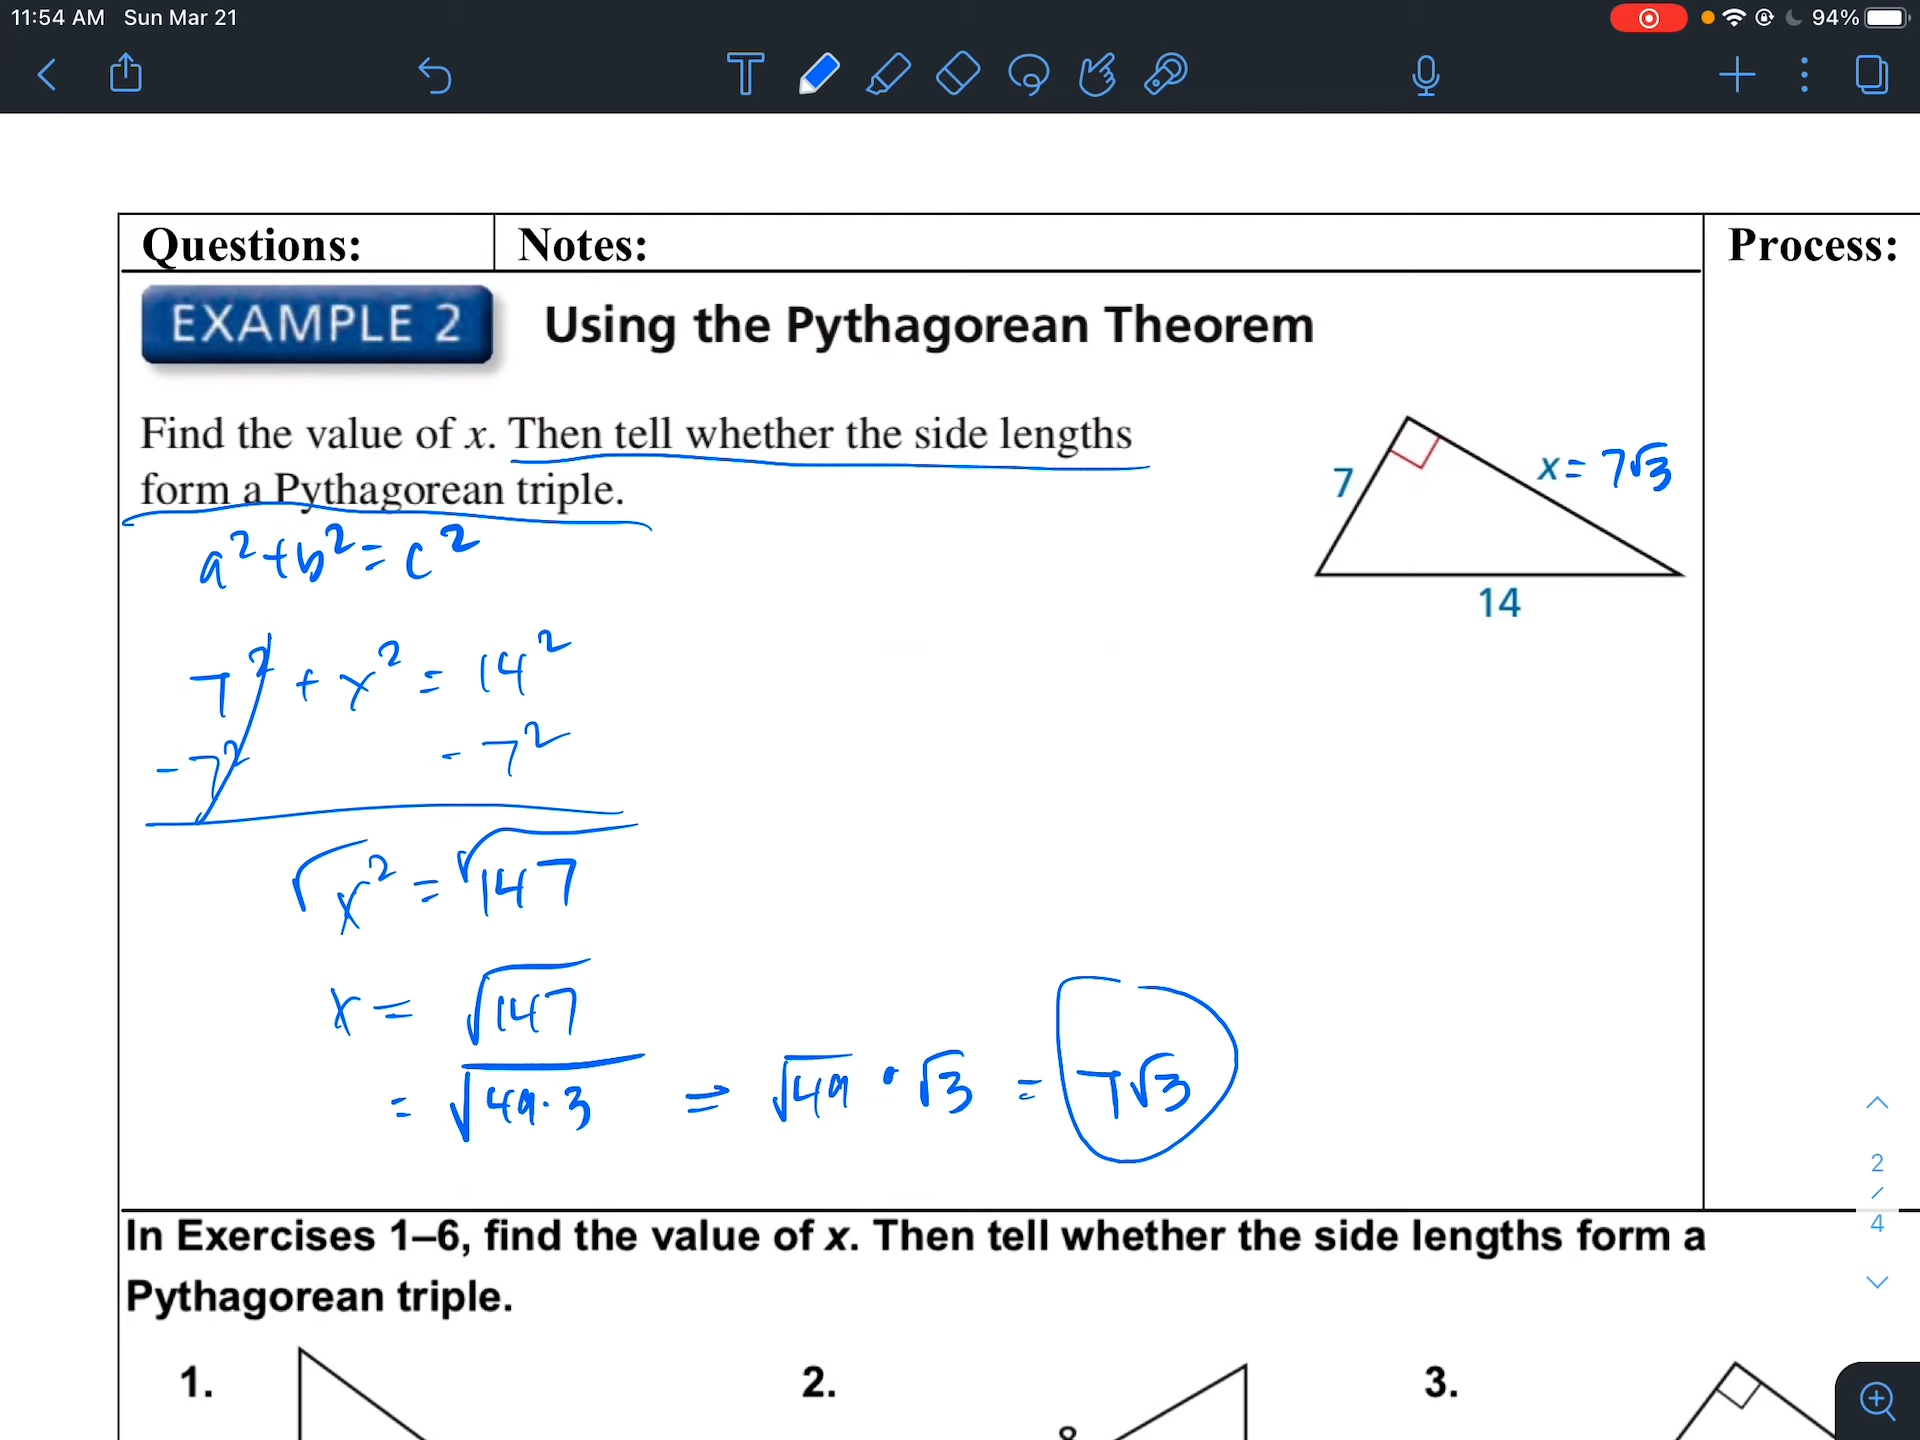 11:54 AM Sun Mar 21
94%
Questions:
Notes:
Process:
EXAMPLE 2
Using the Pythagorean Theorem
Find the value of x. Then tell whether the side lengths
form a Pythagorean triple.
7
x = 7√3
14
a² + b² = c²
7² + x² = 14²
-7² - 7²
√x² = √147
x = √147
= √49·3 = √49 · √3 = 7√3
2
/
4
In Exercises 1–6, find the value of x. Then tell whether the side lengths form a
Pythagorean triple.
1.
2.
3.